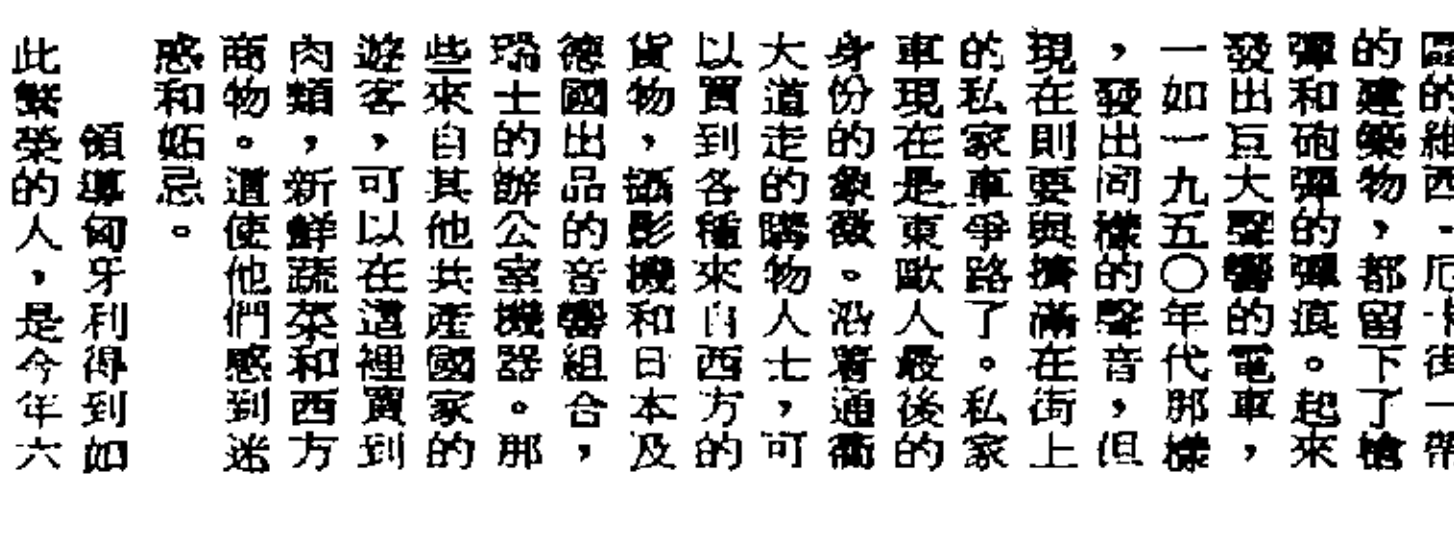 區的維西·厄·街一帶
的建築物，都留下了槍
彈和砲彈的彈痕。起來
發出巨大聲響的電車，
一如一九五〇年代那樣
，發出同樣的聲音，但
現在則要與擠滿在街上
的私家車爭路了。私家
車現在是東歐人最後的
身份的象徵。沿着通衢
大道走的購物人士，可
以買到各種來自西方的
貨物，攝影機和日本及
德國出品的音響組合，
瑞士的辦公室機器。那
些來自其他共產國家的
遊客，可以在這裡買到
肉類，新鮮蔬菜和西方
商物。這使他們感到迷
惑和妬忌。
領導匈牙利得到如
此繁榮的人，是今年六